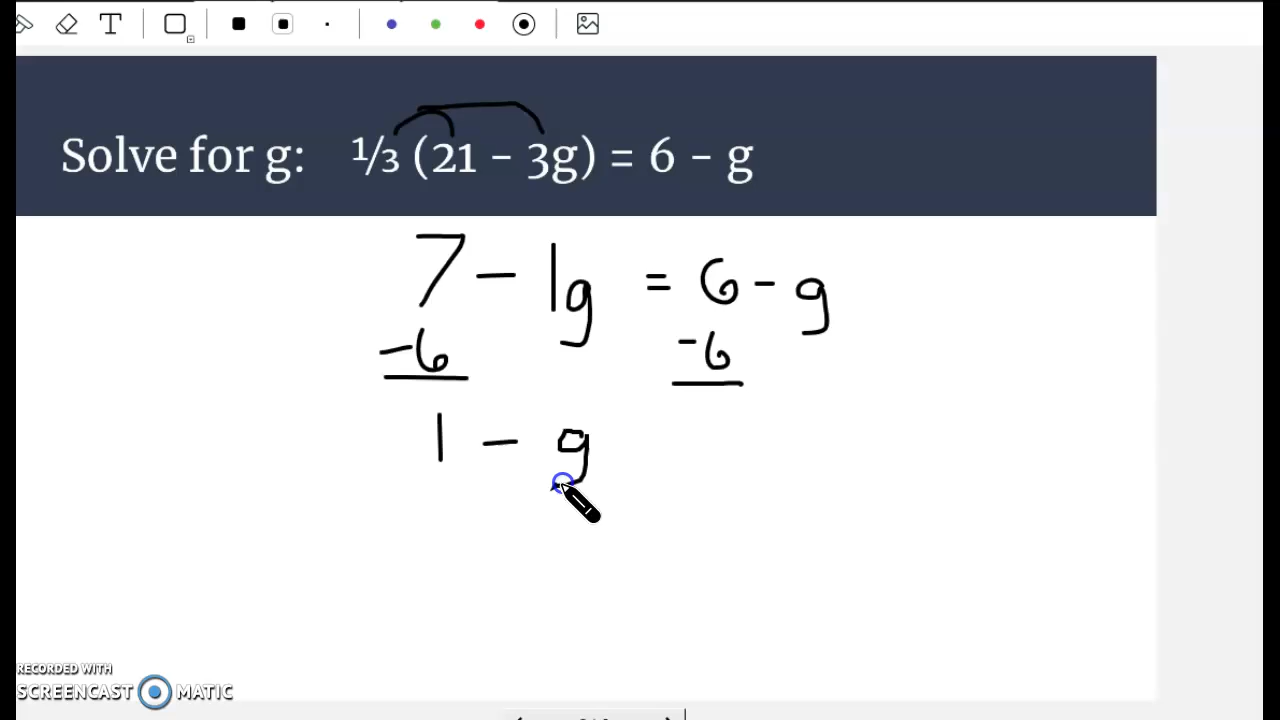 T
Solve for g: ⅓ (21 - 3g) = 6 - g
7 - 1g = 6 - g
-6 -6
1 - g
RECORDED WITH
SCREENCAST MATIC